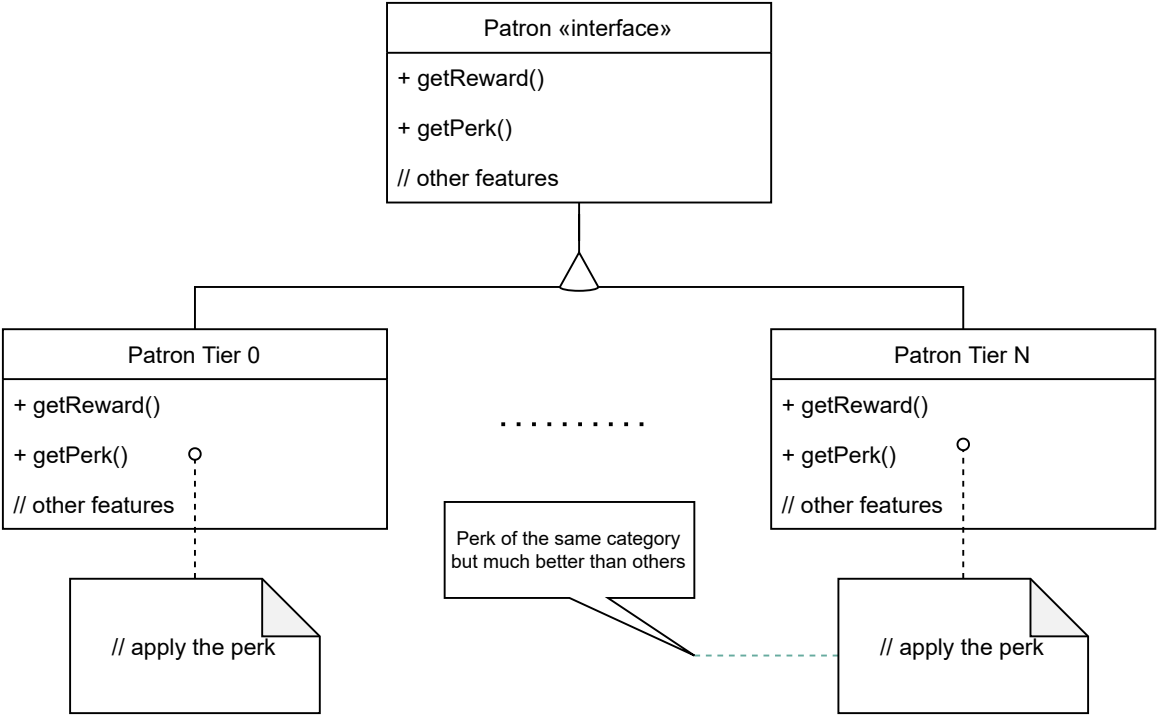 Patron «interface»
+ getReward()
+ getPerk()
// other features
Patron Tier 0
+ getReward()
+ getPerk()
// other features
..........
Patron Tier N
+ getReward()
+ getPerk()
// other features
Perk of the same category
but much better than others
// apply the perk
// apply the perk